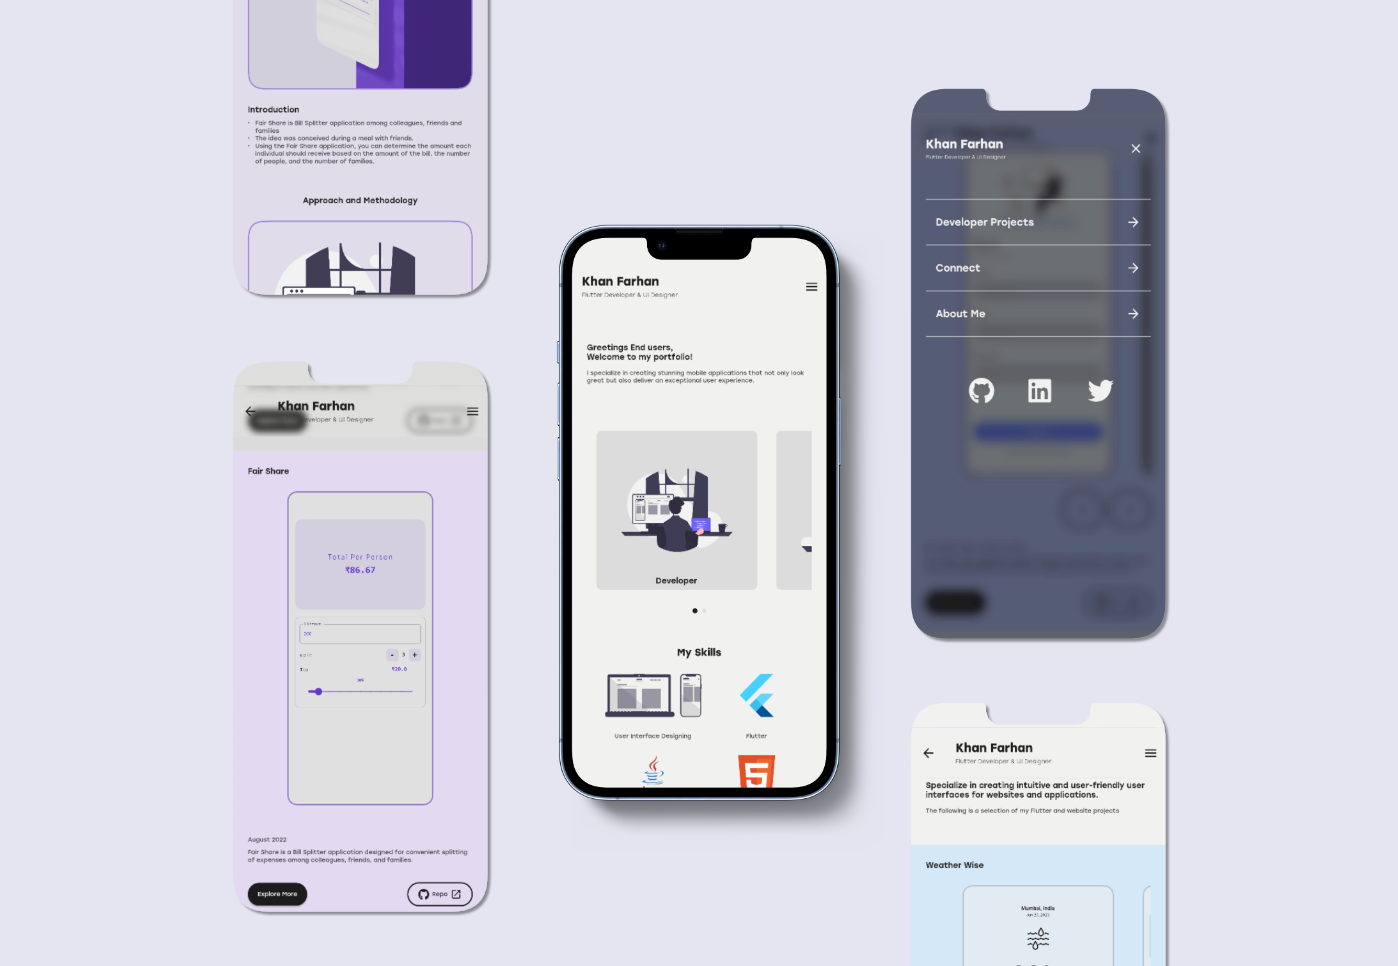 Introduction
Fair Share is Bill Splitter application among colleagues, friends and
families
The idea was conceived during a meal with friends.
Using the Fair Share application, you can determine the amount each
individual should receive based on the amount of the bill, the number
of people, and the number of families.
Approach and Methodology
Khan Farhan
Developer & UI Designer
Fair Share
Total Per Person
₹86.67
- 3 +
August 2022
Fair Share is a Bill Splitter application designed for convenient splitting
of expenses among colleagues, friends, and families.
Explore More
Repo
Khan Farhan
Flutter Developer & UI Designer
Greetings End users,
Welcome to my portfolio!
I specialize in creating stunning mobile applications that not only look
great but also deliver an exceptional user experience.
Developer
My Skills
User Interface Designing
Flutter
Khan Farhan
Flutter Developer & UI Designer
Developer Projects
Connect
About Me
Khan Farhan
Flutter Developer & UI Designer
Specialize in creating intuitive and user-friendly user
interfaces for websites and applications.
The following is a selection of my Flutter and website projects
Weather Wise
Mumbai, India